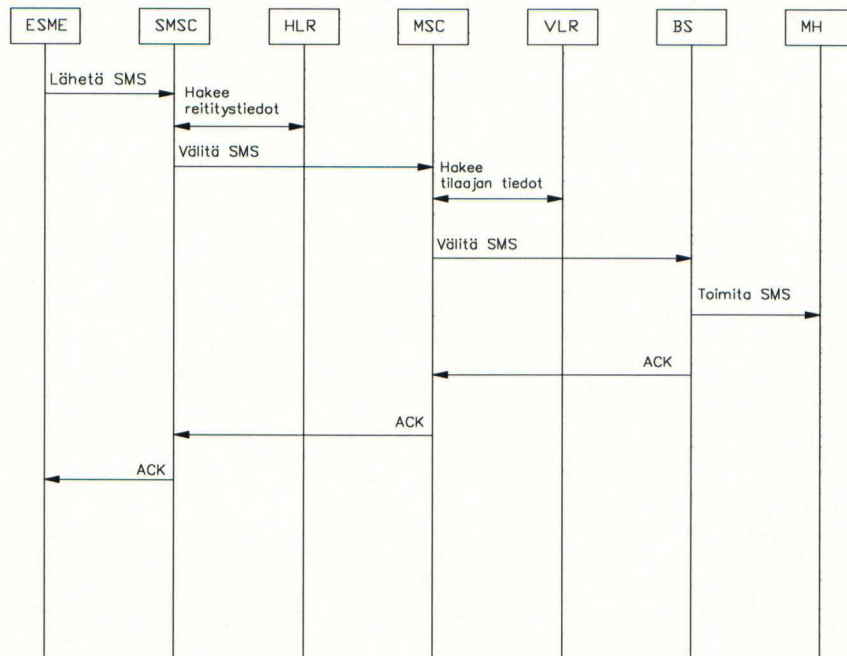 ESME SMSC HLR MSC VLR BS MH
Lähetä SMS
Hakee
reititystiedot
Välitä SMS
Hakee
tilaajan tiedot
Välitä SMS
Toimita SMS
ACK
ACK
ACK